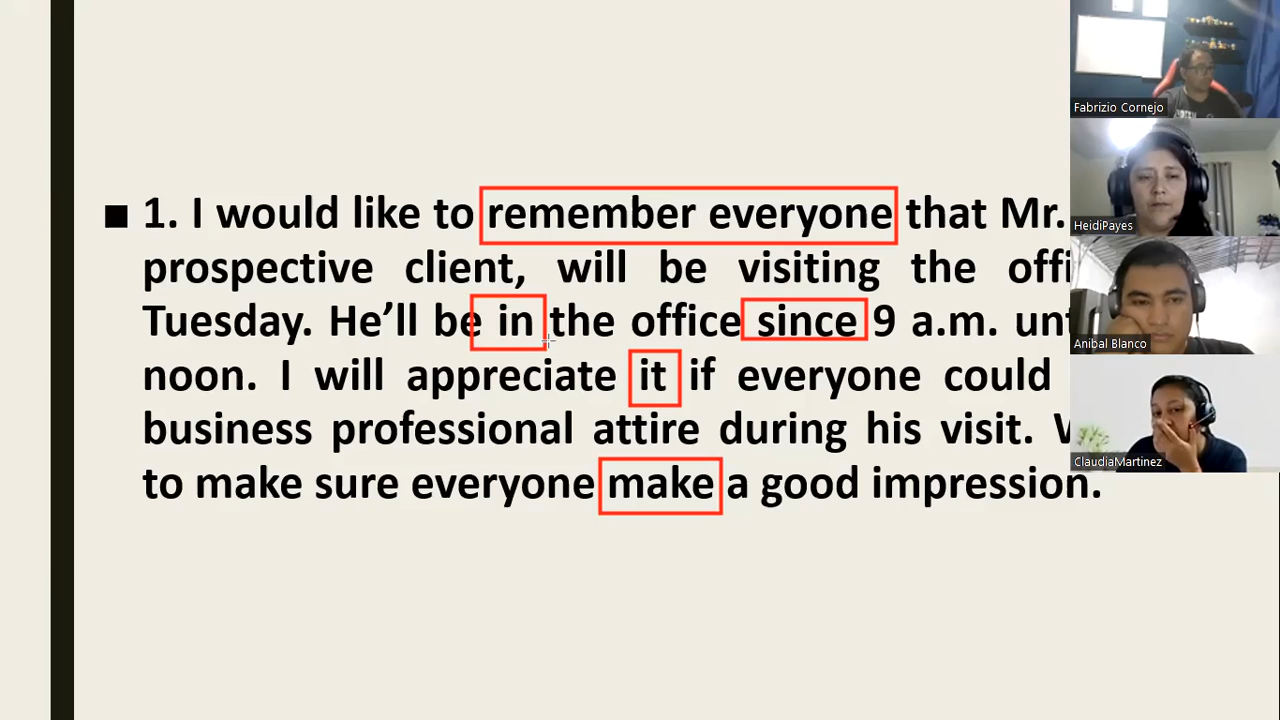 ■ 1. I would like to remember everyone that Mr.
prospective client, will be visiting the offi
Tuesday. He'll be in the office since 9 a.m. unt
noon. I will appreciate it if everyone could
business professional attire during his visit.
to make sure everyone make a good impression.
Fabrizio Cornejo
HeidiPayes
Anibal Blanco
ClaudiaMartinez